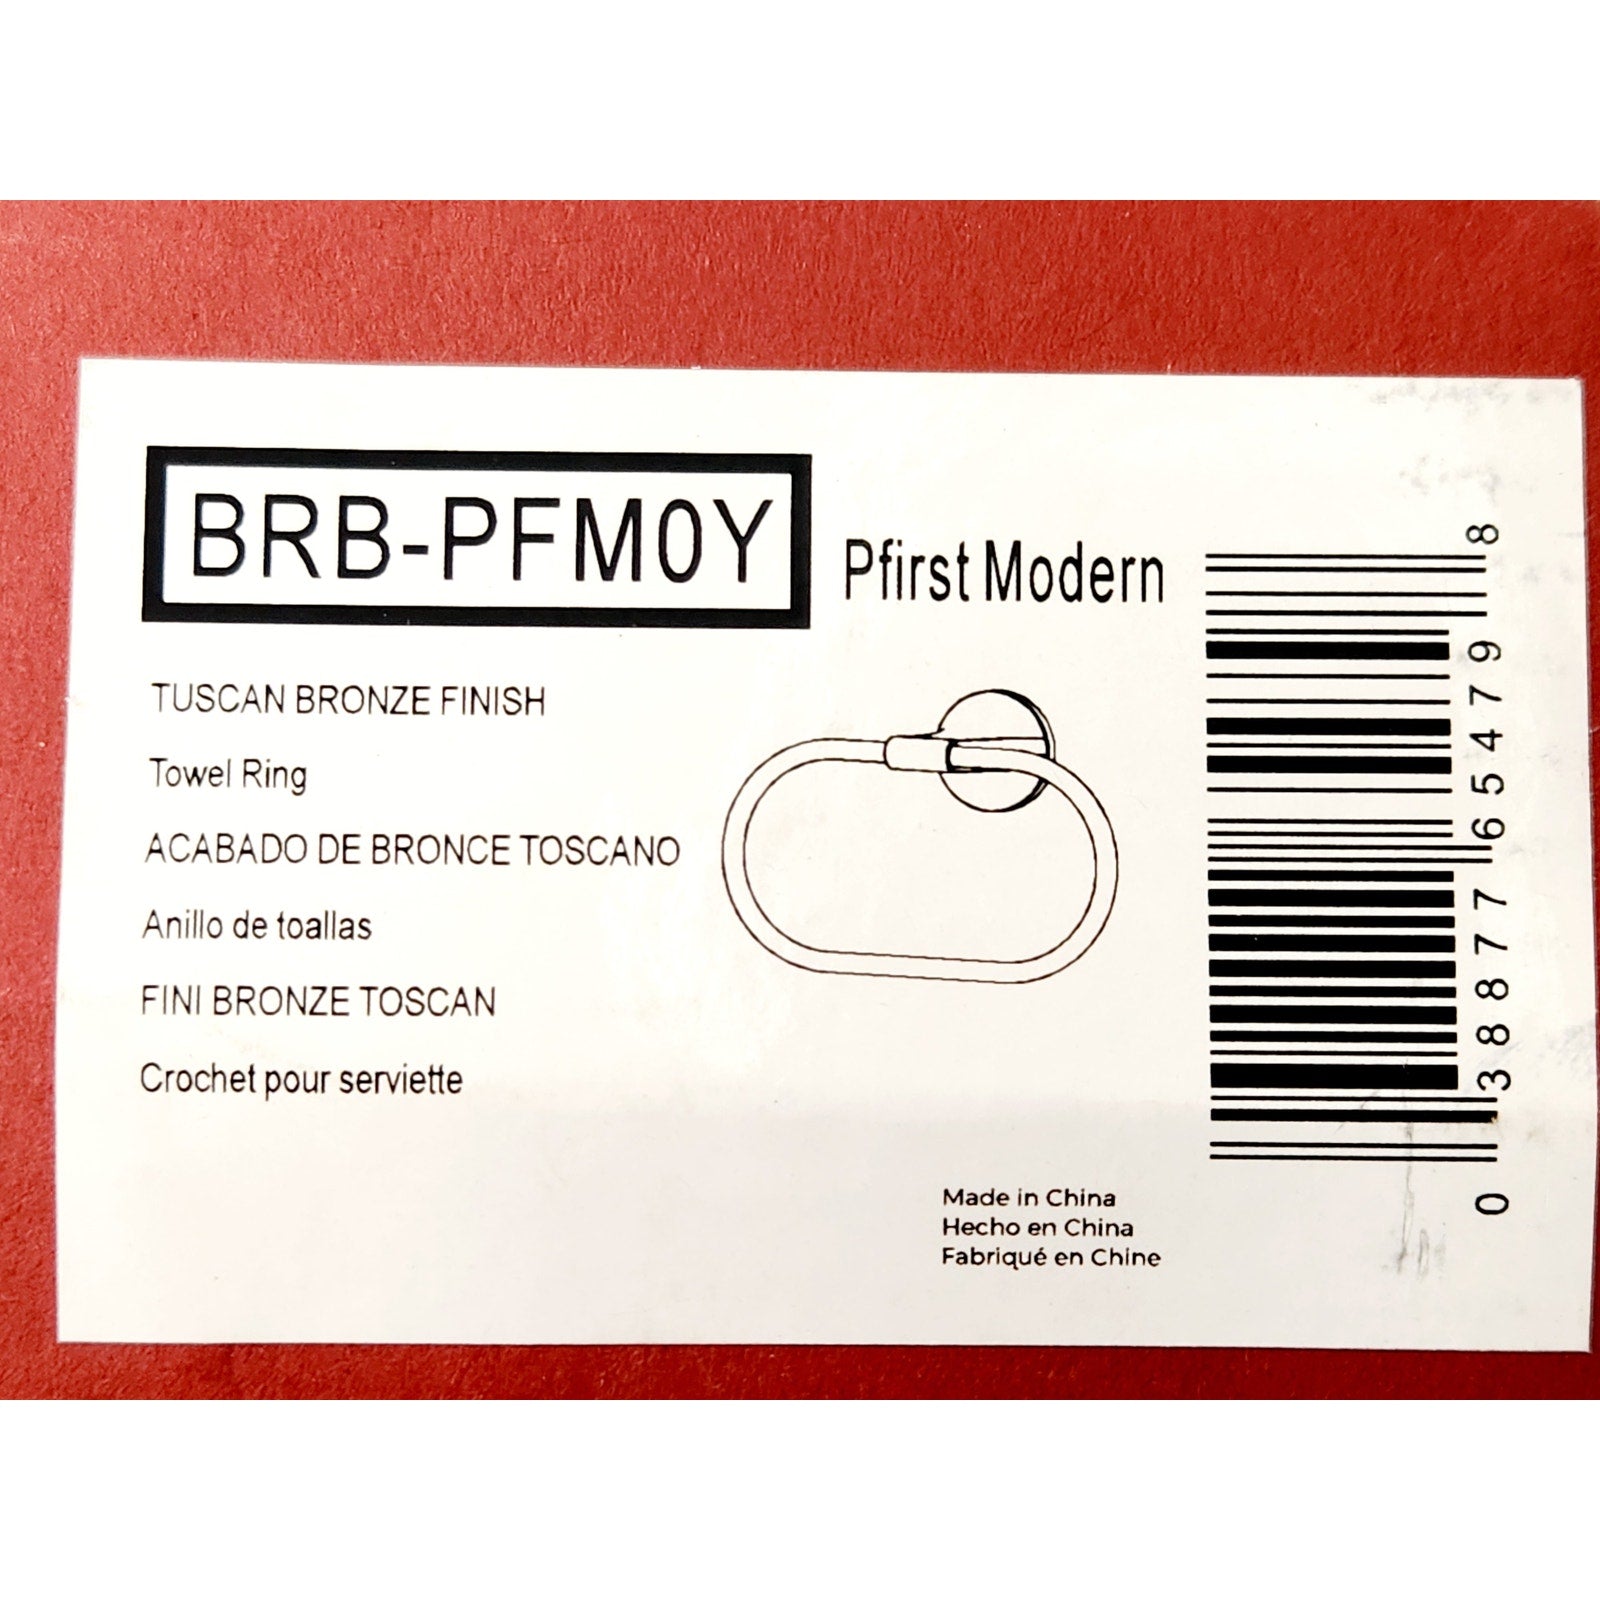 BRB-PFM0Y
Pfirst Modern
TUSCAN BRONZE FINISH
Towel Ring
ACABADO DE BRONCE TOSCANO
Anillo de toallas
FINI BRONZE TOSCAN
Crochet pour serviette
Made in China
Hecho en China
Fabriqué en Chine
0 38877 65479 8